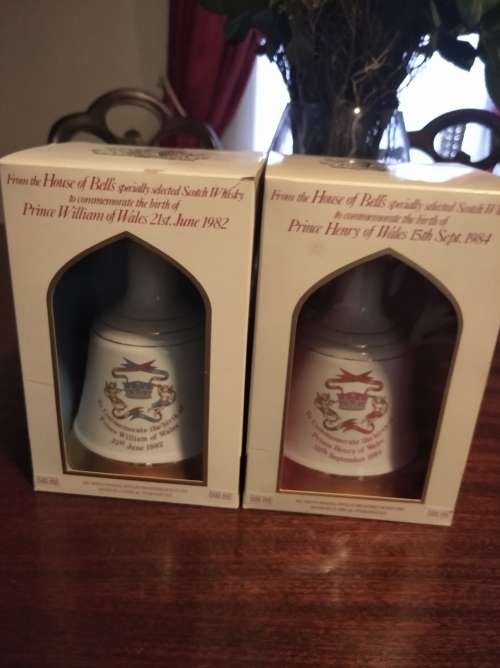 From the House of Bell's specially selected Scotch Whisky
to commemorate the birth of
Prince William of Wales 21st. June 1982
To Commemorate the birth of
Prince William of Wales
21st June 1982
From the House of Bell's specially selected Scotch
to commemorate the birth of
Prince Henry of Wales 15th Sept. 1984
To Commemorate the birth of
Prince Henry of Wales
15th September 1984